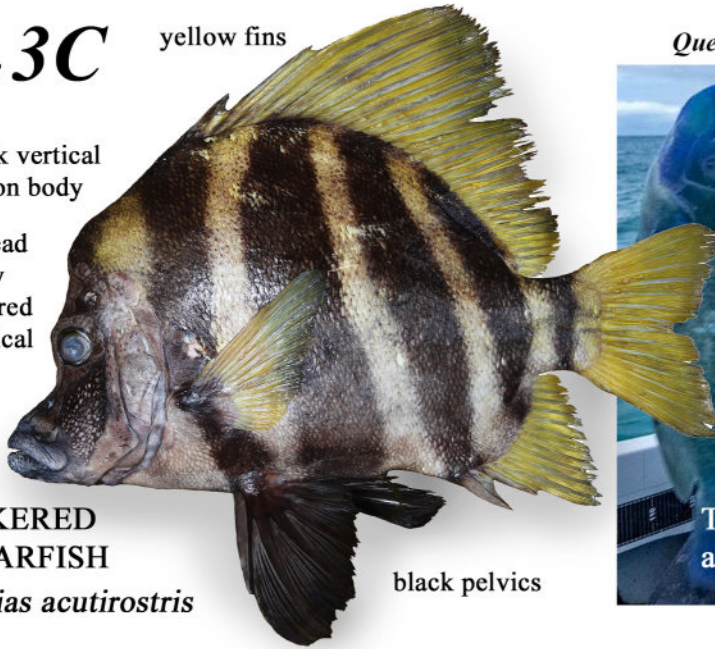 3C
yellow fins
Que
k vertical
on body
ead
y
red
ical
KERED
ARFISH
ias acutirostris
black pelvics
T
a